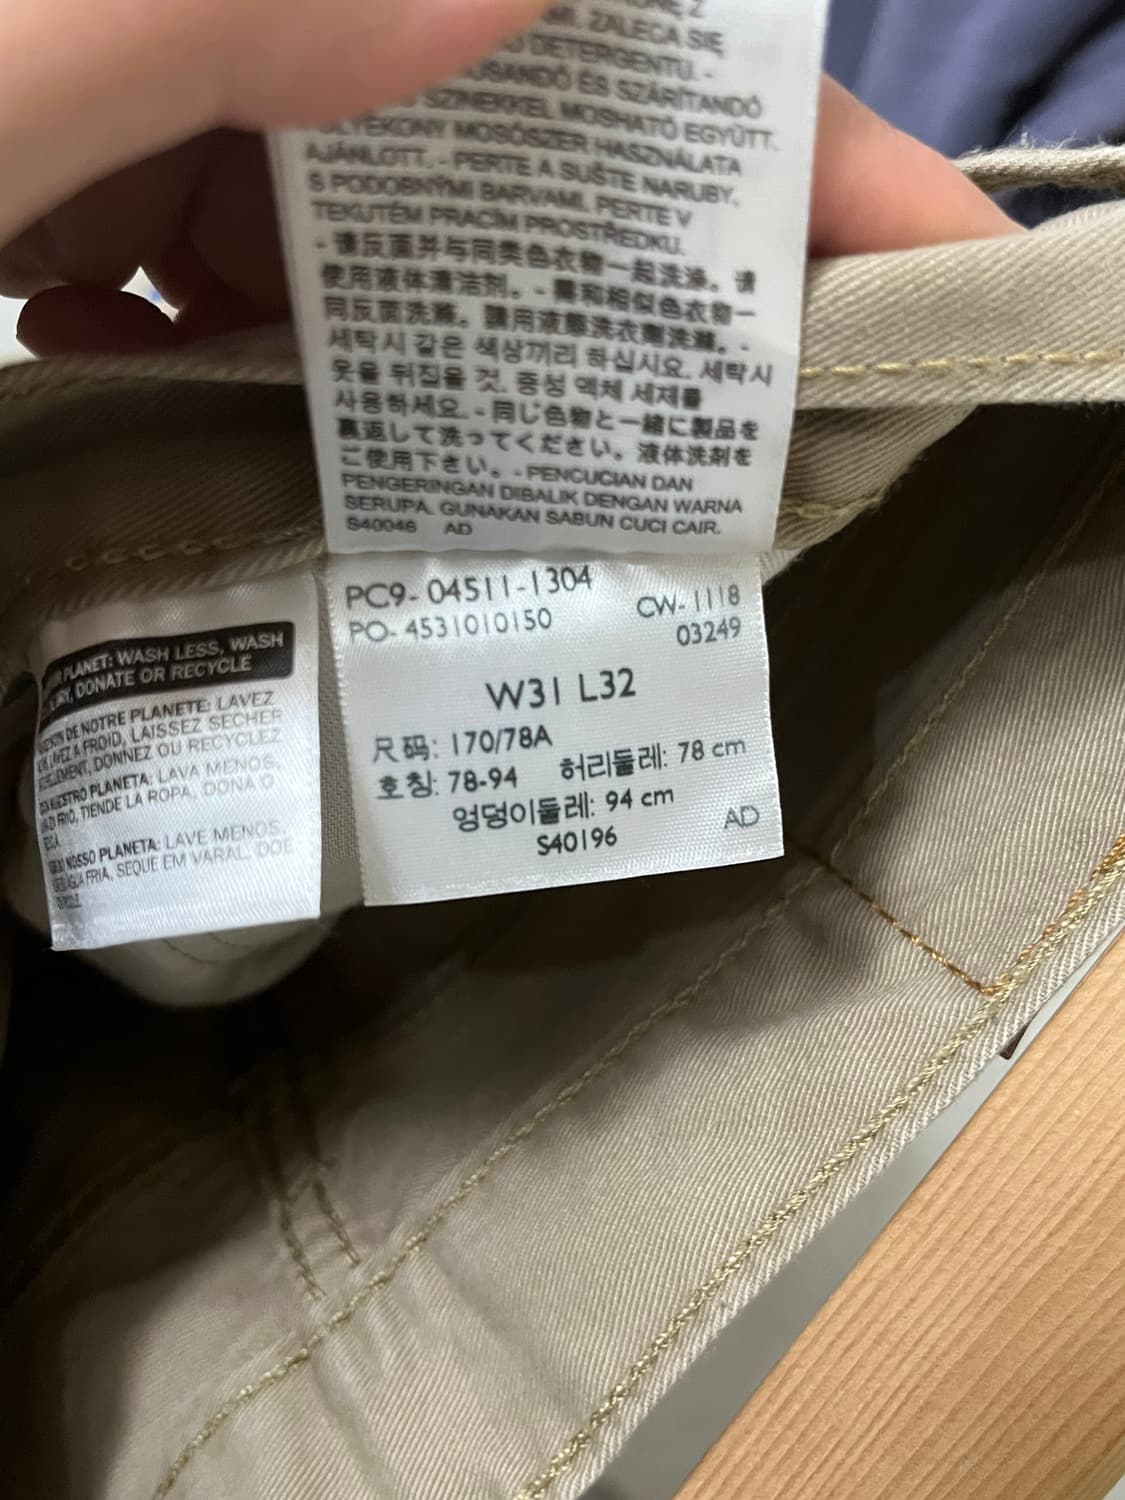 MI. ZALECA SIĘ
DETERGENTU. -
ÉS SZÁRÍTANDÓ
SZINEKKEL MOSHATÓ EGYÜTT.
FOLYÉKONY MOSÓSZER HASZNÁLATA
AJÁNLOTT. - PERTE A SUŠTE NARUBY,
S PODOBNÝMI BARVAMI. PERTE V
TEKUTÉM PRACÍM PROSTŘEDKU.
- 请反面并与同类色衣物一起洗涤。请
使用液体清洁剂。 - 需和相似色衣物一
同反面洗滌。請用液態洗衣劑洗滌。 -
세탁시 같은 색상끼리 하십시요. 세탁시
옷을 뒤집을 것. 중성 액체 세제를
사용하세요. - 同じ色物と一緒に製品を
裏返して洗ってください。液体洗剤を
ご使用下さい。 - PENCUCIAN DAN
PENGERINGAN DIBALIK DENGAN WARNA
SERUPA. GUNAKAN SABUN CUCI CAIR.
S40046 AD
PC9- 04511-1304
PO- 4531010150
CW- 1118
03249
W31 L32
尺码: 170/78A
호칭: 78-94 허리둘레: 78 cm
엉덩이둘레: 94 cm
S40196
AD
PLANET: WASH LESS, WASH
DRY, DONATE OR RECYCLE
DE NOTRE PLANETE: LAVEZ
A FROID, LAISSEZ SECHER
DONNEZ OU RECYCLEZ
PLANETA: LAVA MENOS,
FRIO, TIENDE LA ROPA, DONA O
NOSSO PLANETA: LAVE MENOS,
FRIA, SEQUE EM VARAL, DOE